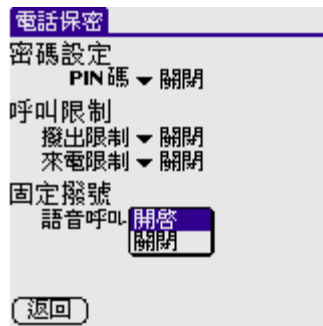 電話保密
密碼設定
PIN碼 關閉
呼叫限制
撥出限制 關閉
來電限制 關閉
固定撥號
語音呼叫 開啓
關閉
返回